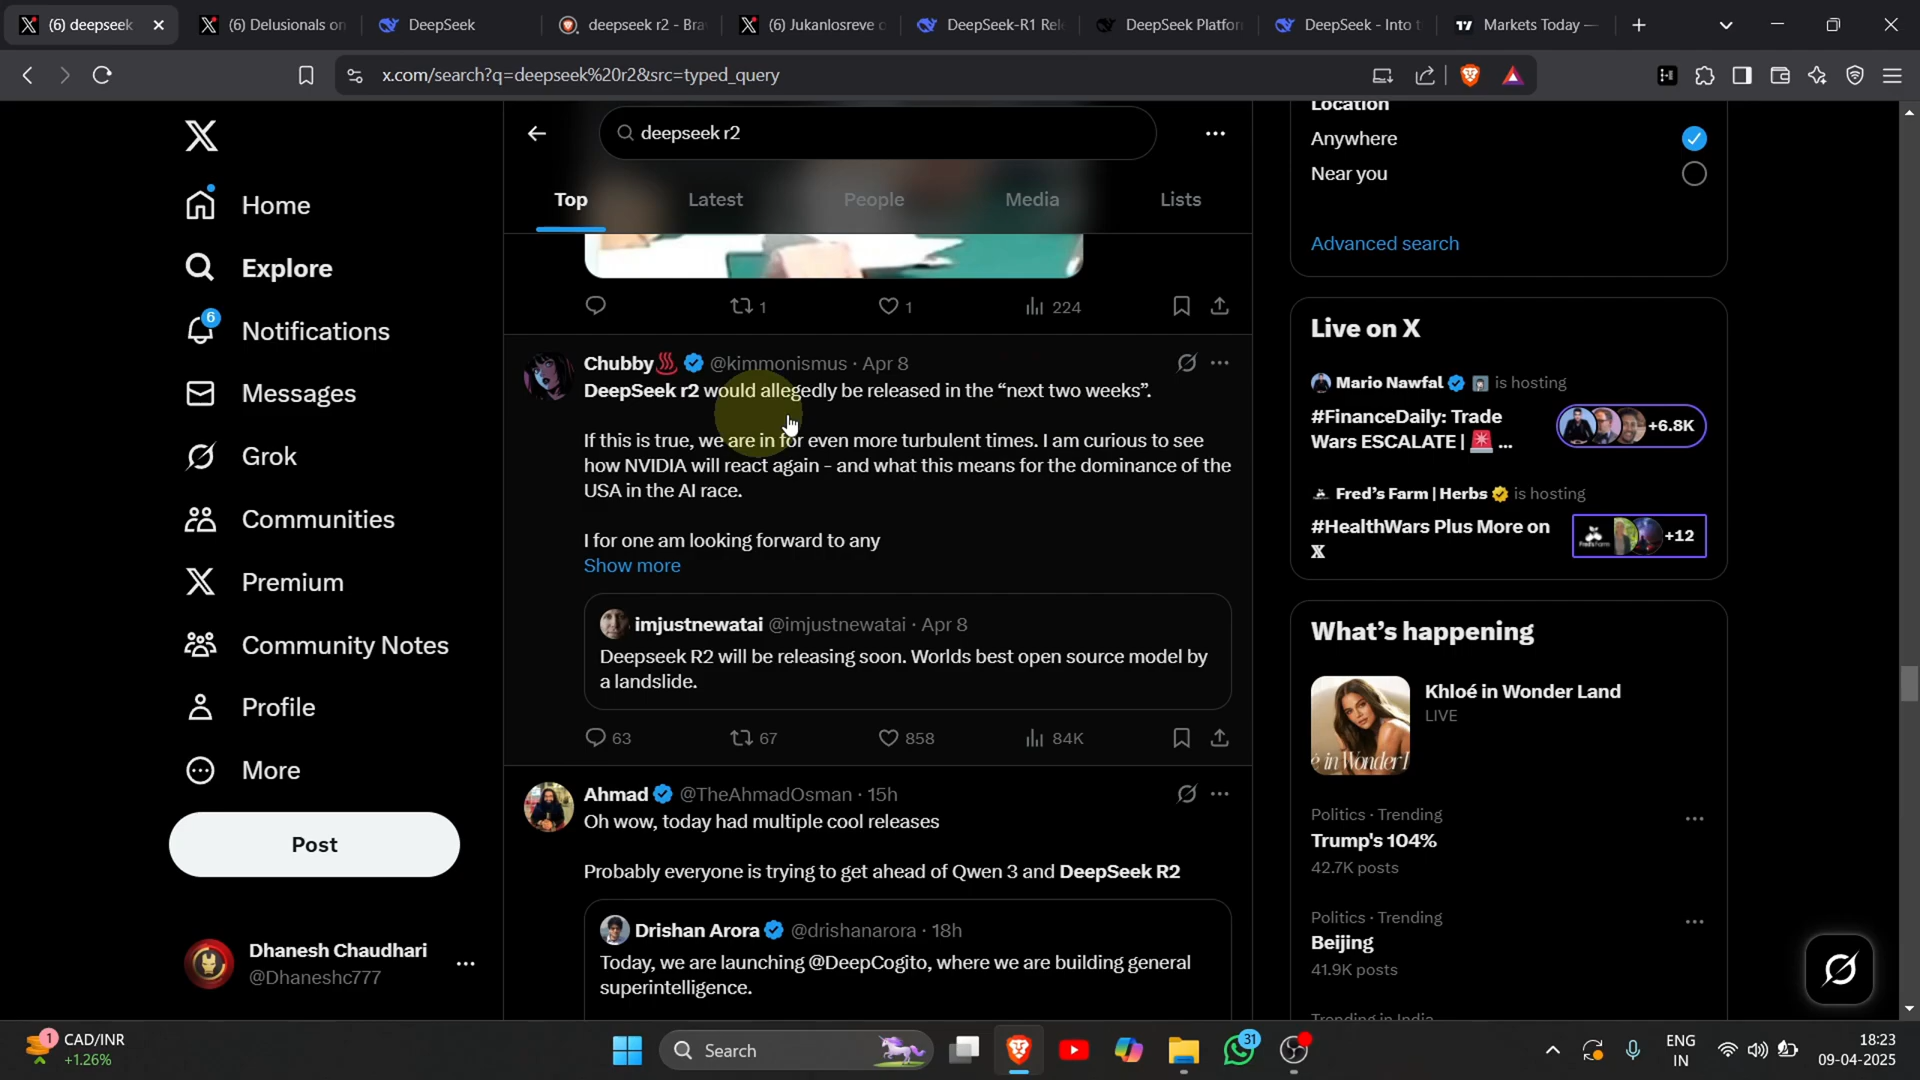 (6) deepseek
(6) Delusionals on
DeepSeek
deepseek r2 - Bra
(6) Jukanlosreve o
DeepSeek-R1 Rele
DeepSeek Platfor
DeepSeek - Into t
Markets Today —
x.com/search?q=deepseek%20r2&src=typed_query
Home
Explore
6
Notifications
Messages
Grok
Communities
Premium
Community Notes
Profile
More
Post
Dhanesh Chaudhari
@Dhaneshc777
deepseek r2
Top
Latest
People
Media
Lists
1
1
224
Chubby @kimmonismus · Apr 8
DeepSeek r2 would allegedly be released in the “next two weeks”.
If this is true, we are in for even more turbulent times. I am curious to see
how NVIDIA will react again - and what this means for the dominance of the
USA in the AI race.
I for one am looking forward to any
Show more
imjustnewatai @imjustnewatai · Apr 8
Deepseek R2 will be releasing soon. Worlds best open source model by
a landslide.
63
67
858
84K
Ahmad @TheAhmadOsman · 15h
Oh wow, today had multiple cool releases
Probably everyone is trying to get ahead of Qwen 3 and DeepSeek R2
Drishan Arora @drishanarora · 18h
Today, we are launching @DeepCogito, where we are building general
superintelligence.
Location
Anywhere
Near you
Advanced search
Live on X
Mario Nawfal is hosting
#FinanceDaily: Trade
Wars ESCALATE | ...
+6.8K
Fred’s Farm | Herbs is hosting
#HealthWars Plus More on
X
+12
What’s happening
Khloé in Wonder Land
LIVE
Politics · Trending
Trump's 104%
42.7K posts
Politics · Trending
Beijing
41.9K posts
Trending in India
1
CAD/INR
+1.26%
Search
31
ENG
IN
18:23
09-04-2025